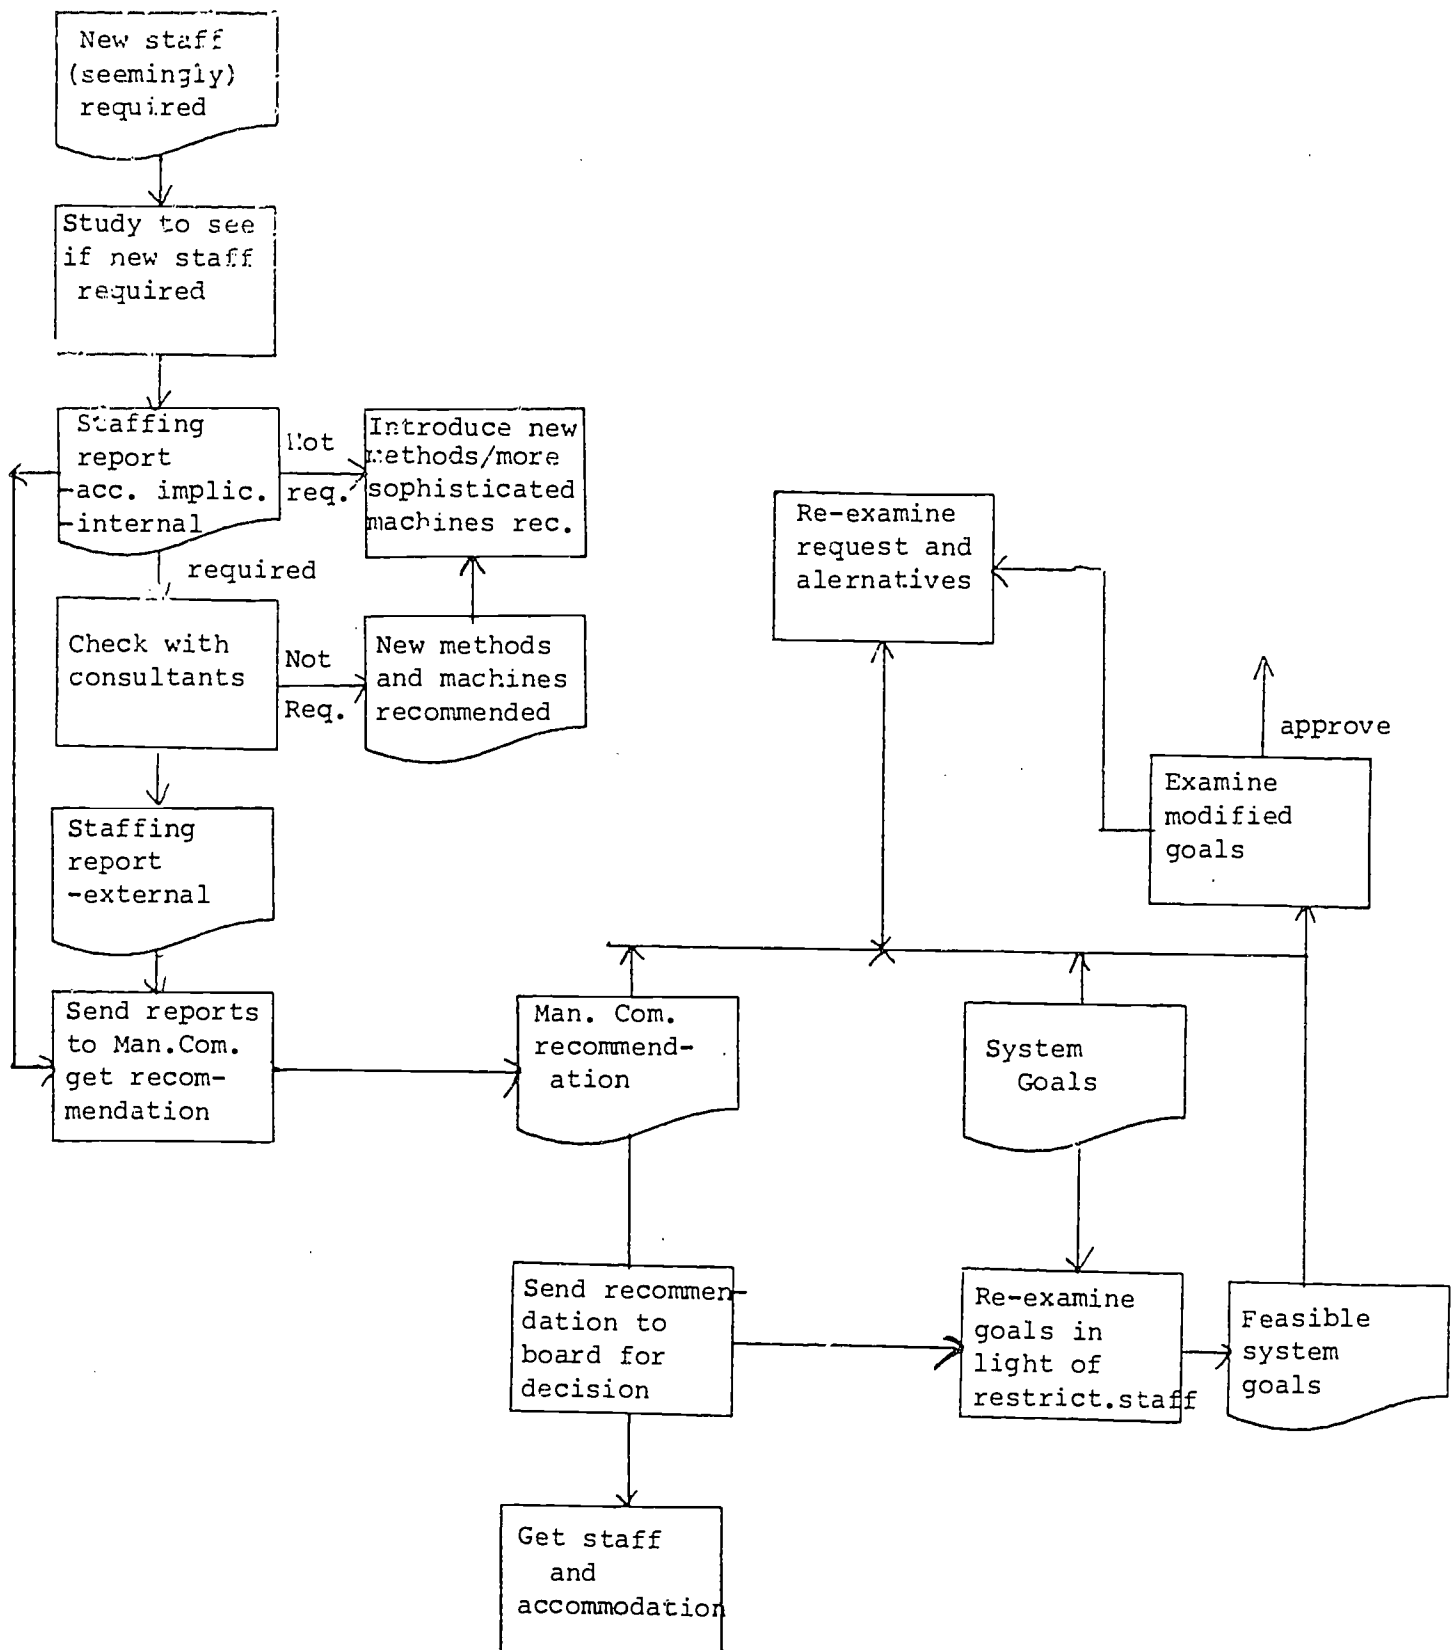 New staff
(seemingly)
required
Study to see
if new staff
required
Staffing
report
-acc. implic.
-internal
Not
req.
Introduce new
methods/more
sophisticated
machines rec.
required
Check with
consultants
Not
Req.
New methods
and machines
recommended
Staffing
report
-external
Send reports
to Man.Com.
get recom-
mendation
Man. Com.
recommend-
ation
Re-examine
request and
alernatives
approve
Examine
modified
goals
System
Goals
Send recommen-
dation to
board for
decision
Re-examine
goals in
light of
restrict.staff
Feasible
system
goals
Get staff
and
accommodation